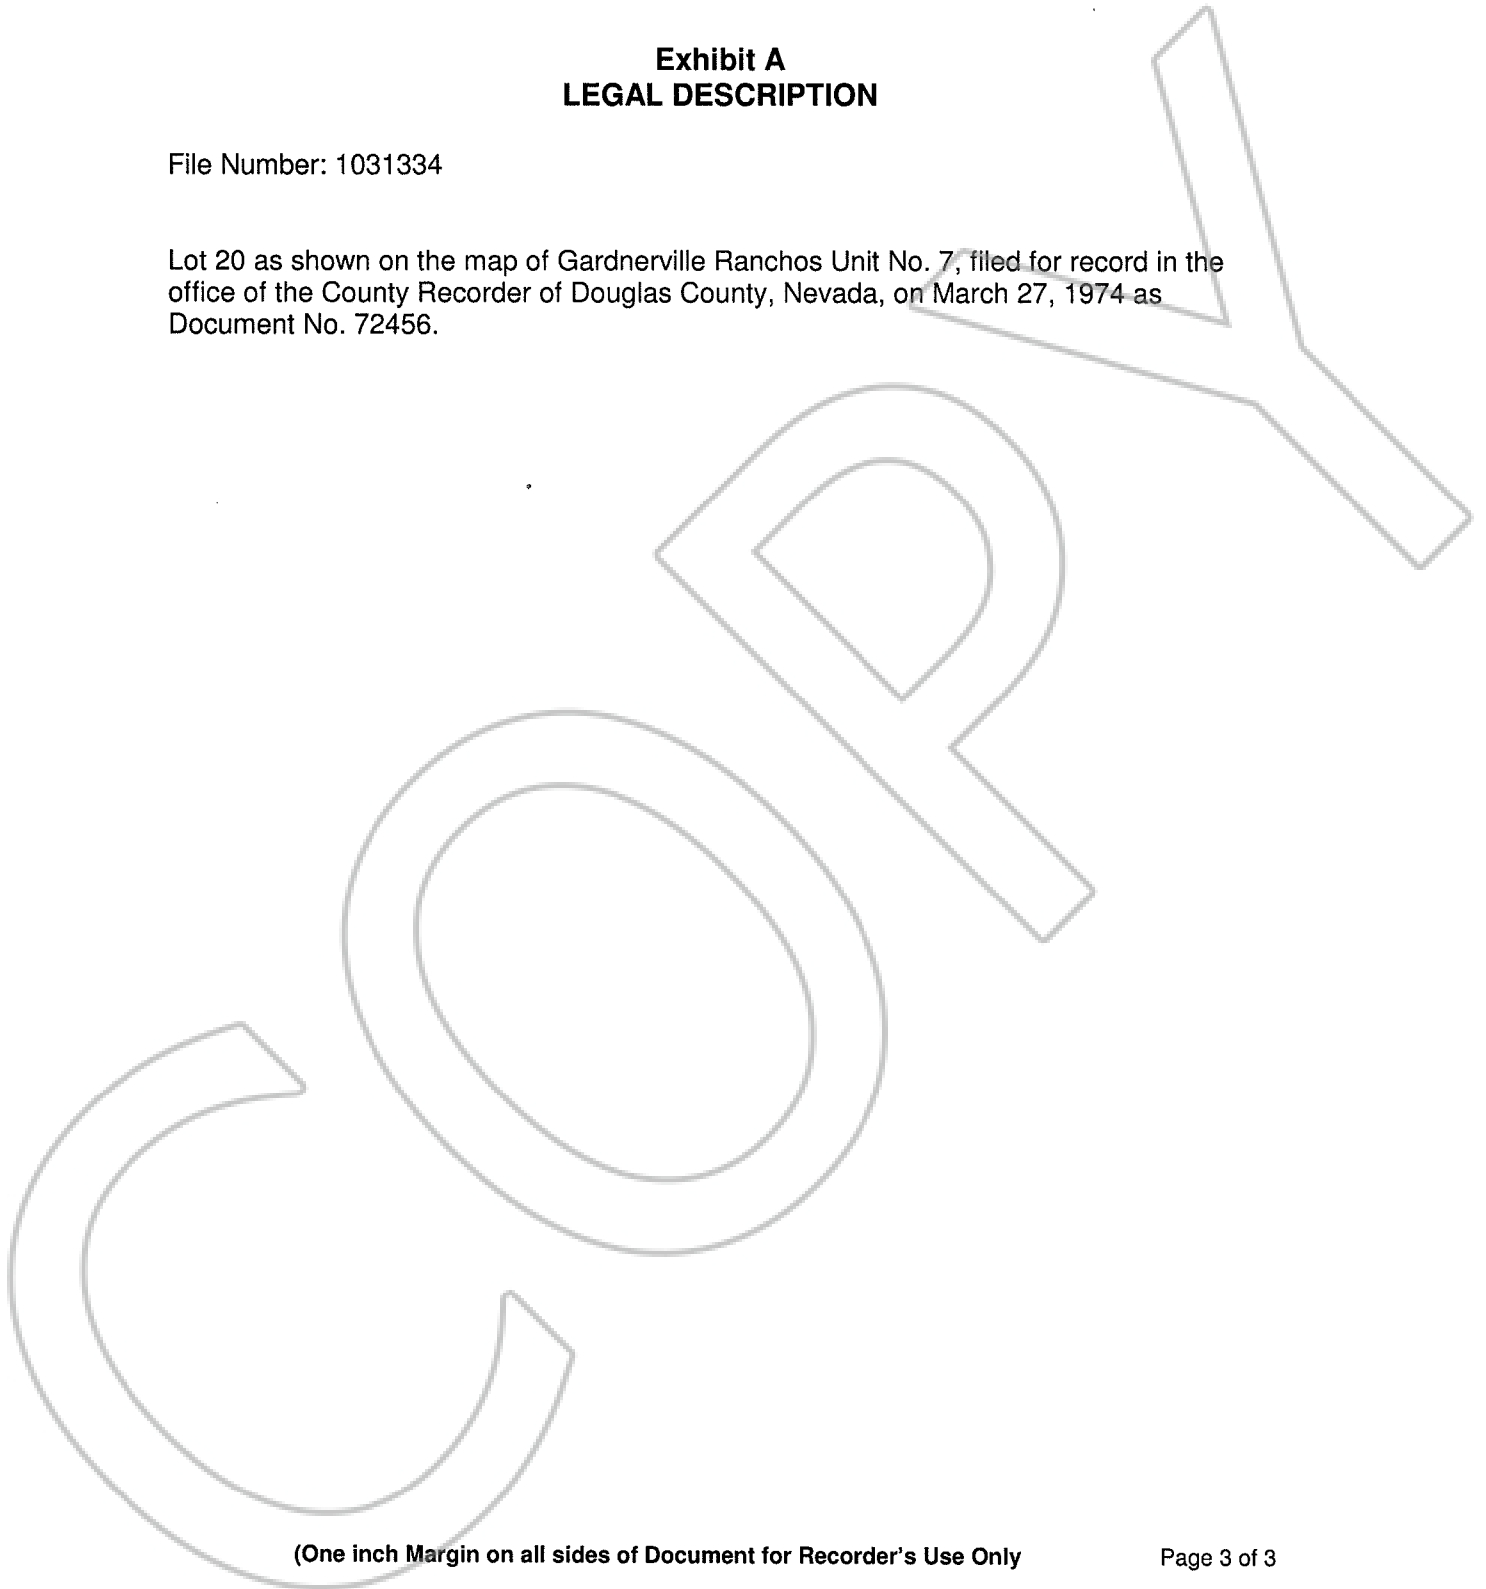 Exhibit A
LEGAL DESCRIPTION
File Number: 1031334
Lot 20 as shown on the map of Gardnerville Ranchos Unit No. 7, filed for record in the
office of the County Recorder of Douglas County, Nevada, on March 27, 1974 as
Document No. 72456.
COPY
(One inch Margin on all sides of Document for Recorder's Use Only
Page 3 of 3